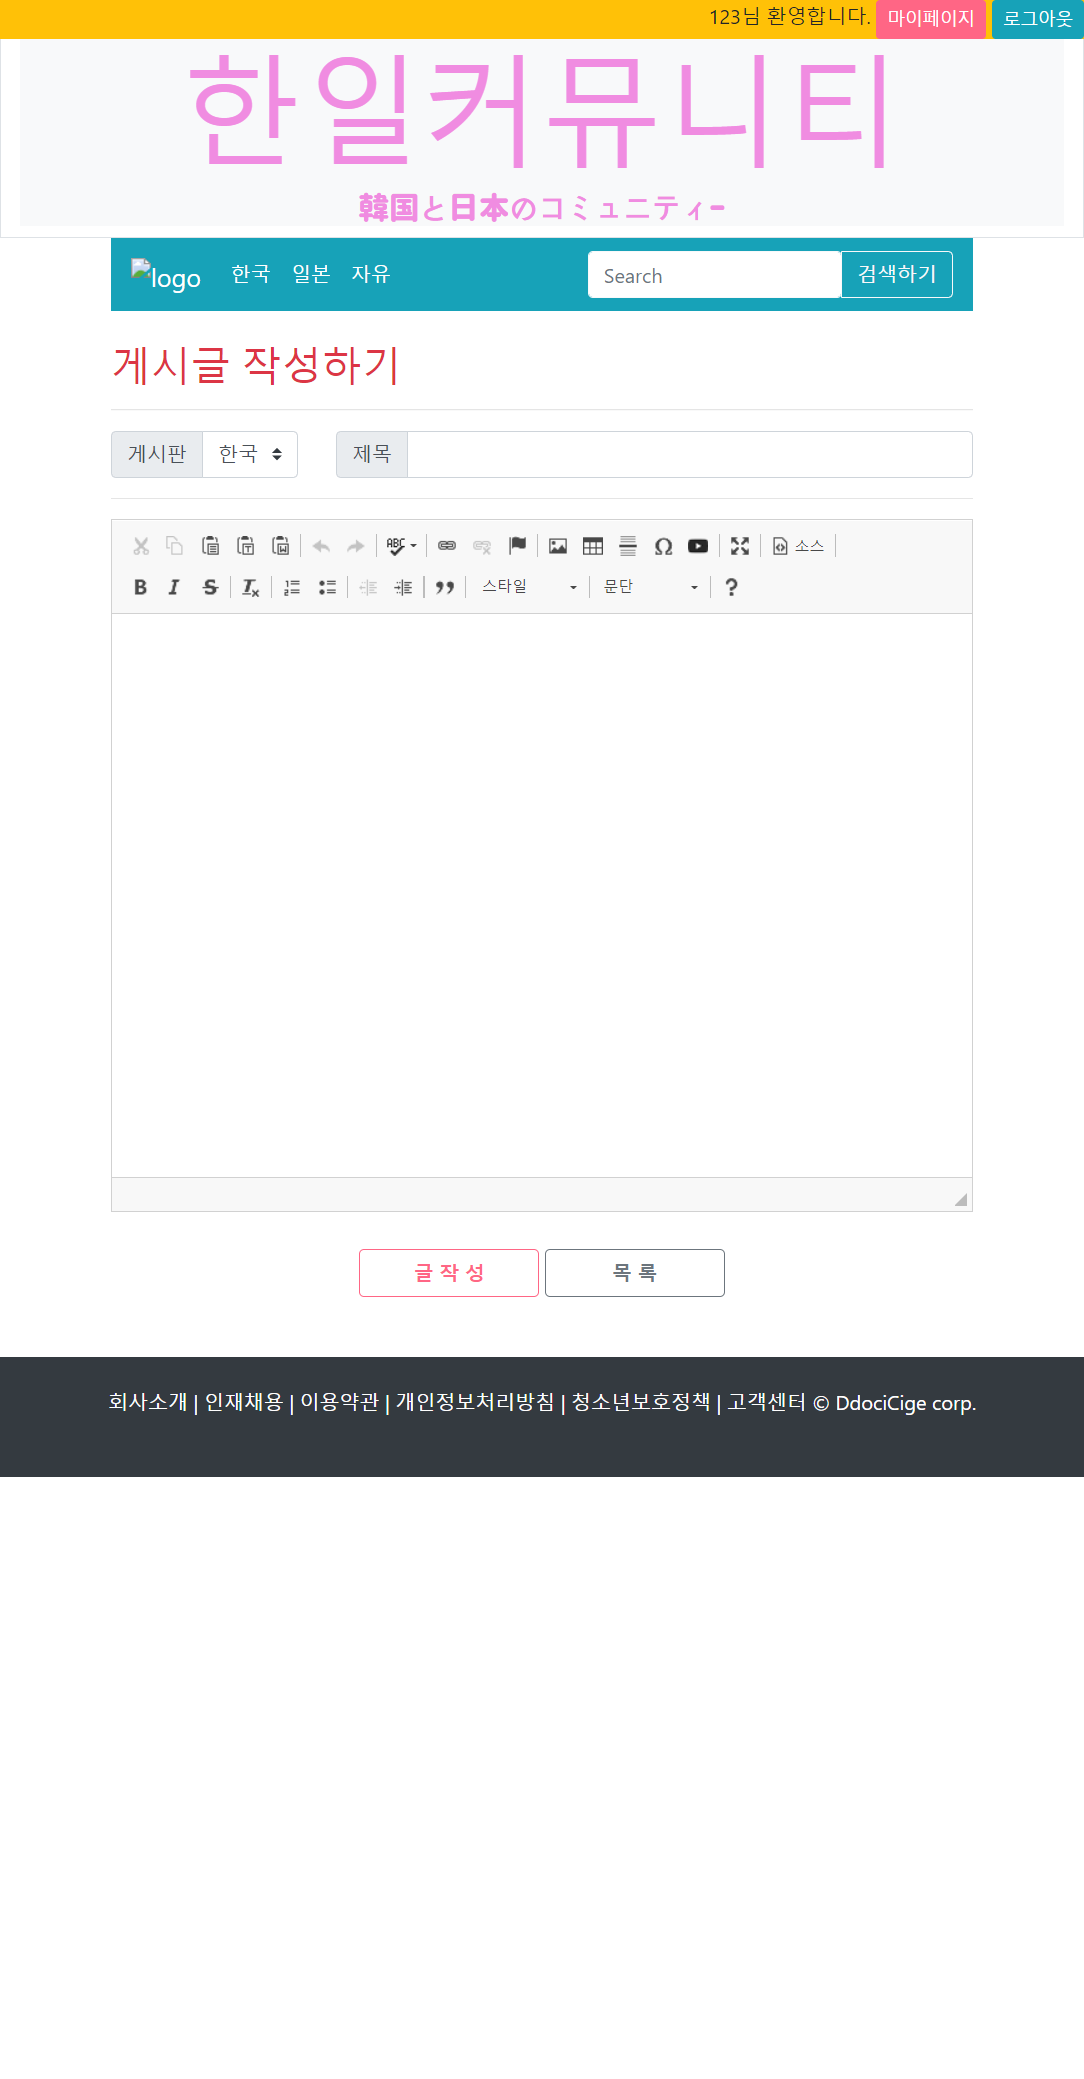 123님 환영합니다. 마이페이지 로그아웃
한일커뮤니티
韓国と日本のコミュニティー
logo 한국 일본 자유 Search 검색하기
게시글 작성하기
게시판 한국 제목
ABC 소스
B I S Tx 스타일 문단 ?
글 작 성 목 록
회사소개 | 인재채용 | 이용약관 | 개인정보처리방침 | 청소년보호정책 | 고객센터 © DdociCige corp.